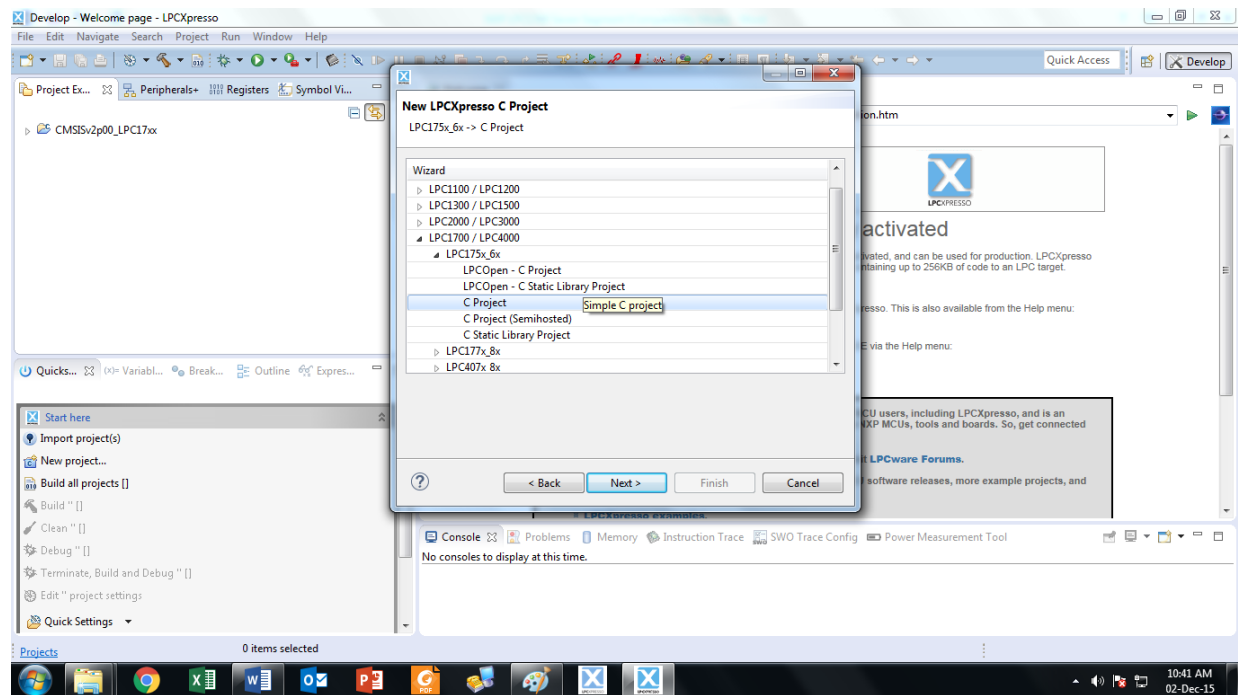 Develop - Welcome page - LPCXpresso
File Edit Navigate Search Project Run Window Help
Quick Access
Develop
Project Ex... Peripherals+ Registers Symbol Vi...
CMSISv2p00_LPC17xx
New LPCXpresso C Project
LPC175x_6x -> C Project
Wizard
LPC1100 / LPC1200
LPC1300 / LPC1500
LPC2000 / LPC3000
LPC1700 / LPC4000
LPC175x_6x
LPCOpen - C Project
LPCOpen - C Static Library Project
C Project
Simple C project
C Project (Semihosted)
C Static Library Project
LPC177x_8x
LPC407x 8x
< Back Next > Finish Cancel
ion.htm
LPCXPRESSO
activated
vated, and can be used for production. LPCXpresso
ntaining up to 256KB of code to an LPC target.
resso. This is also available from the Help menu:
E via the Help menu:
CU users, including LPCXpresso, and is an
NXP MCUs, tools and boards. So, get connected
it LPCware Forums.
software releases, more example projects, and
LPCXpresso examples.
Quicks... (x)= Variabl... Break... Outline Expres...
Start here
Import project(s)
New project...
Build all projects []
Build '' []
Clean '' []
Debug '' []
Terminate, Build and Debug '' []
Edit '' project settings
Quick Settings
Console Problems Memory Instruction Trace SWO Trace Config Power Measurement Tool
No consoles to display at this time.
Projects
0 items selected
10:41 AM
02-Dec-15